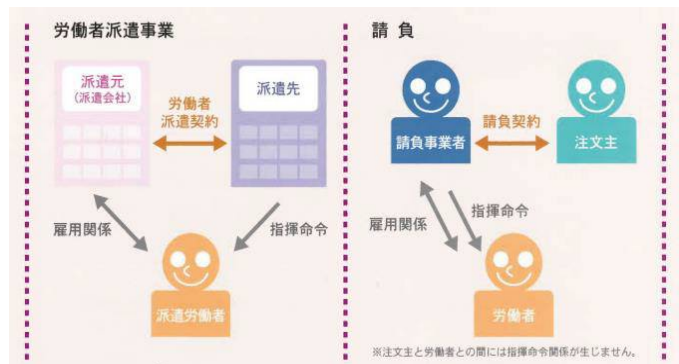 労働者派遣事業
派遣元
(派遣会社)
労働者
派遣契約
派遣先
雇用関係
指揮命令
派遣労働者
請負
請負事業者
請負契約
注文主
雇用関係
指揮命令
労働者
※注文主と労働者との間には指揮命令関係が生じません。